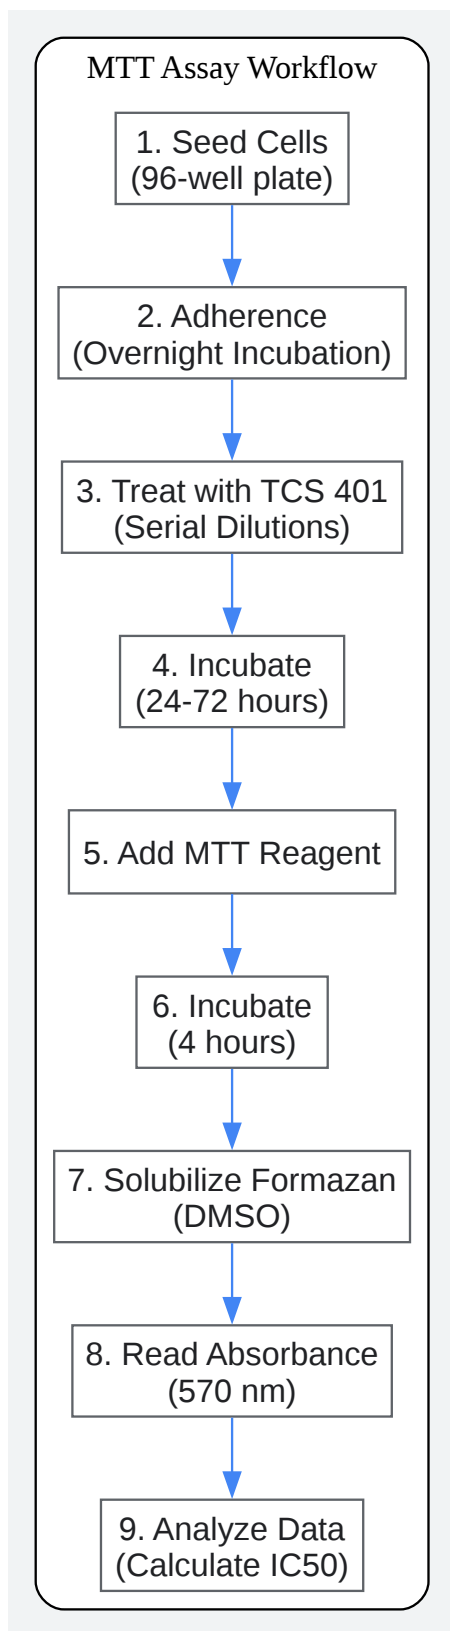 MTT Assay Workflow
1. Seed Cells
(96-well plate)
2. Adherence
(Overnight Incubation)
3. Treat with TCS 401
(Serial Dilutions)
4. Incubate
(24-72 hours)
5. Add MTT Reagent
6. Incubate
(4 hours)
7. Solubilize Formazan
(DMSO)
8. Read Absorbance
(570 nm)
9. Analyze Data
(Calculate IC50)